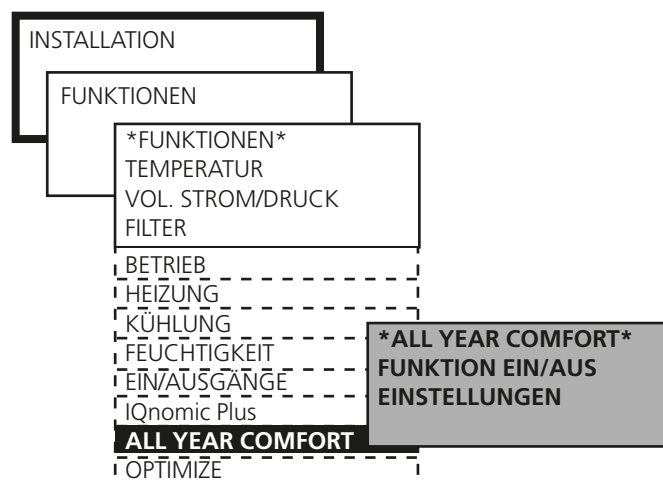 INSTALLATION
FUNKTIONEN
*FUNKTIONEN*
TEMPERATUR
VOL. STROM/DRUCK
FILTER
BETRIEB
HEIZUNG
KÜHLUNG
FEUCHTIGKEIT
EIN/AUSGÄNGE
IQnomic Plus
ALL YEAR COMFORT
OPTIMIZE
*ALL YEAR COMFORT*
FUNKTION EIN/AUS
EINSTELLUNGEN